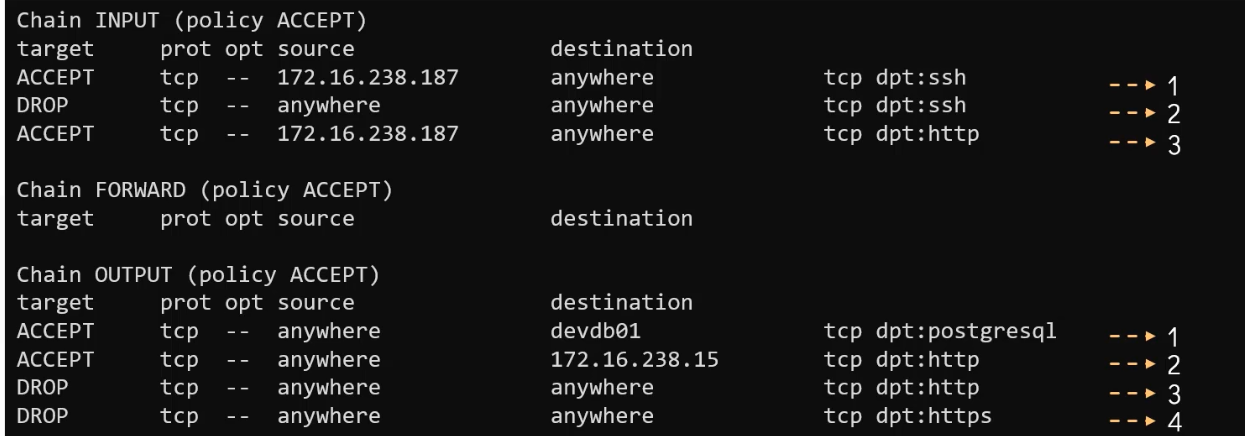 Chain INPUT (policy ACCEPT)
target     prot opt source               destination
ACCEPT     tcp  --  172.16.238.187       anywhere             tcp dpt:ssh     1
DROP       tcp  --  anywhere             anywhere             tcp dpt:ssh     2
ACCEPT     tcp  --  172.16.238.187       anywhere             tcp dpt:http    3

Chain FORWARD (policy ACCEPT)
target     prot opt source               destination

Chain OUTPUT (policy ACCEPT)
target     prot opt source               destination
ACCEPT     tcp  --  anywhere             devdb01              tcp dpt:postgresql    1
ACCEPT     tcp  --  anywhere             172.16.238.15        tcp dpt:http    2
DROP       tcp  --  anywhere             anywhere             tcp dpt:http    3
DROP       tcp  --  anywhere             anywhere             tcp dpt:https    4